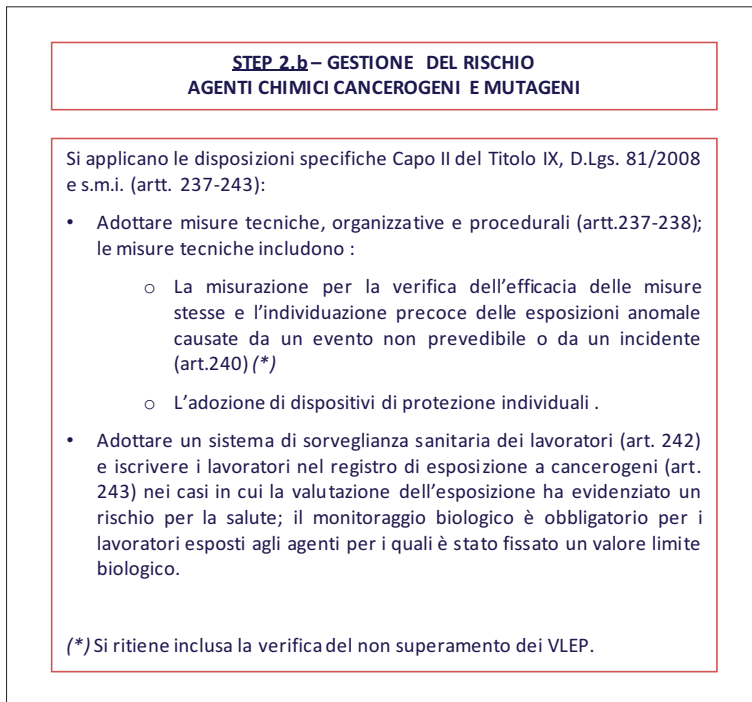 STEP 2.b – GESTIONE DEL RISCHIO
AGENTI CHIMICI CANCEROGENI E MUTAGENI
Si applicano le disposizioni specifiche Capo II del Titolo IX, D.Lgs. 81/2008
e s.m.i. (artt. 237-243):
• Adottare misure tecniche, organizzative e procedurali (artt.237-238);
le misure tecniche includono :
o La misurazione per la verifica dell’efficacia delle misure
stesse e l’individuazione precoce delle esposizioni anomale
causate da un evento non prevedibile o da un incidente
(art.240) (*)
o L’adozione di dispositivi di protezione individuali .
• Adottare un sistema di sorveglianza sanitaria dei lavoratori (art. 242)
e iscrivere i lavoratori nel registro di esposizione a cancerogeni (art.
243) nei casi in cui la valutazione dell’esposizione ha evidenziato un
rischio per la salute; il monitoraggio biologico è obbligatorio per i
lavoratori esposti agli agenti per i quali è stato fissato un valore limite
biologico.
(*) Si ritiene inclusa la verifica del non superamento dei VLEP.